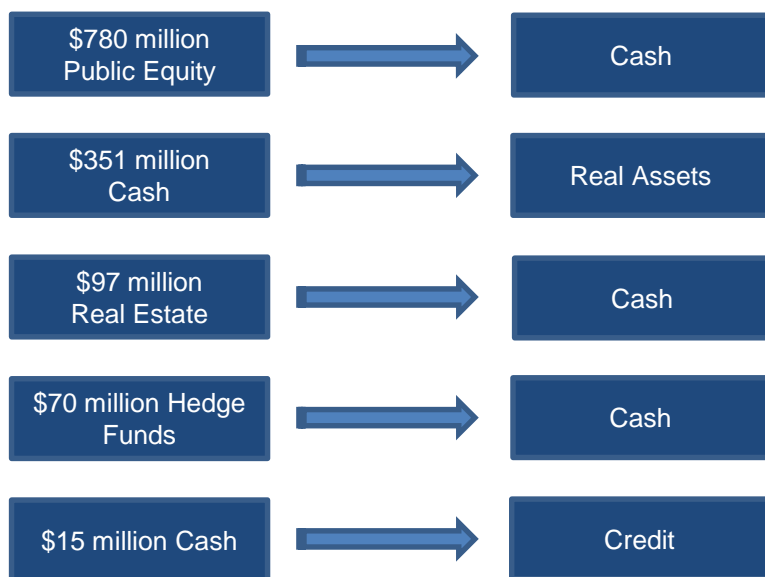 $780 million
Public Equity
Cash
$351 million
Cash
Real Assets
$97 million
Real Estate
Cash
$70 million Hedge
Funds
Cash
$15 million Cash
Credit